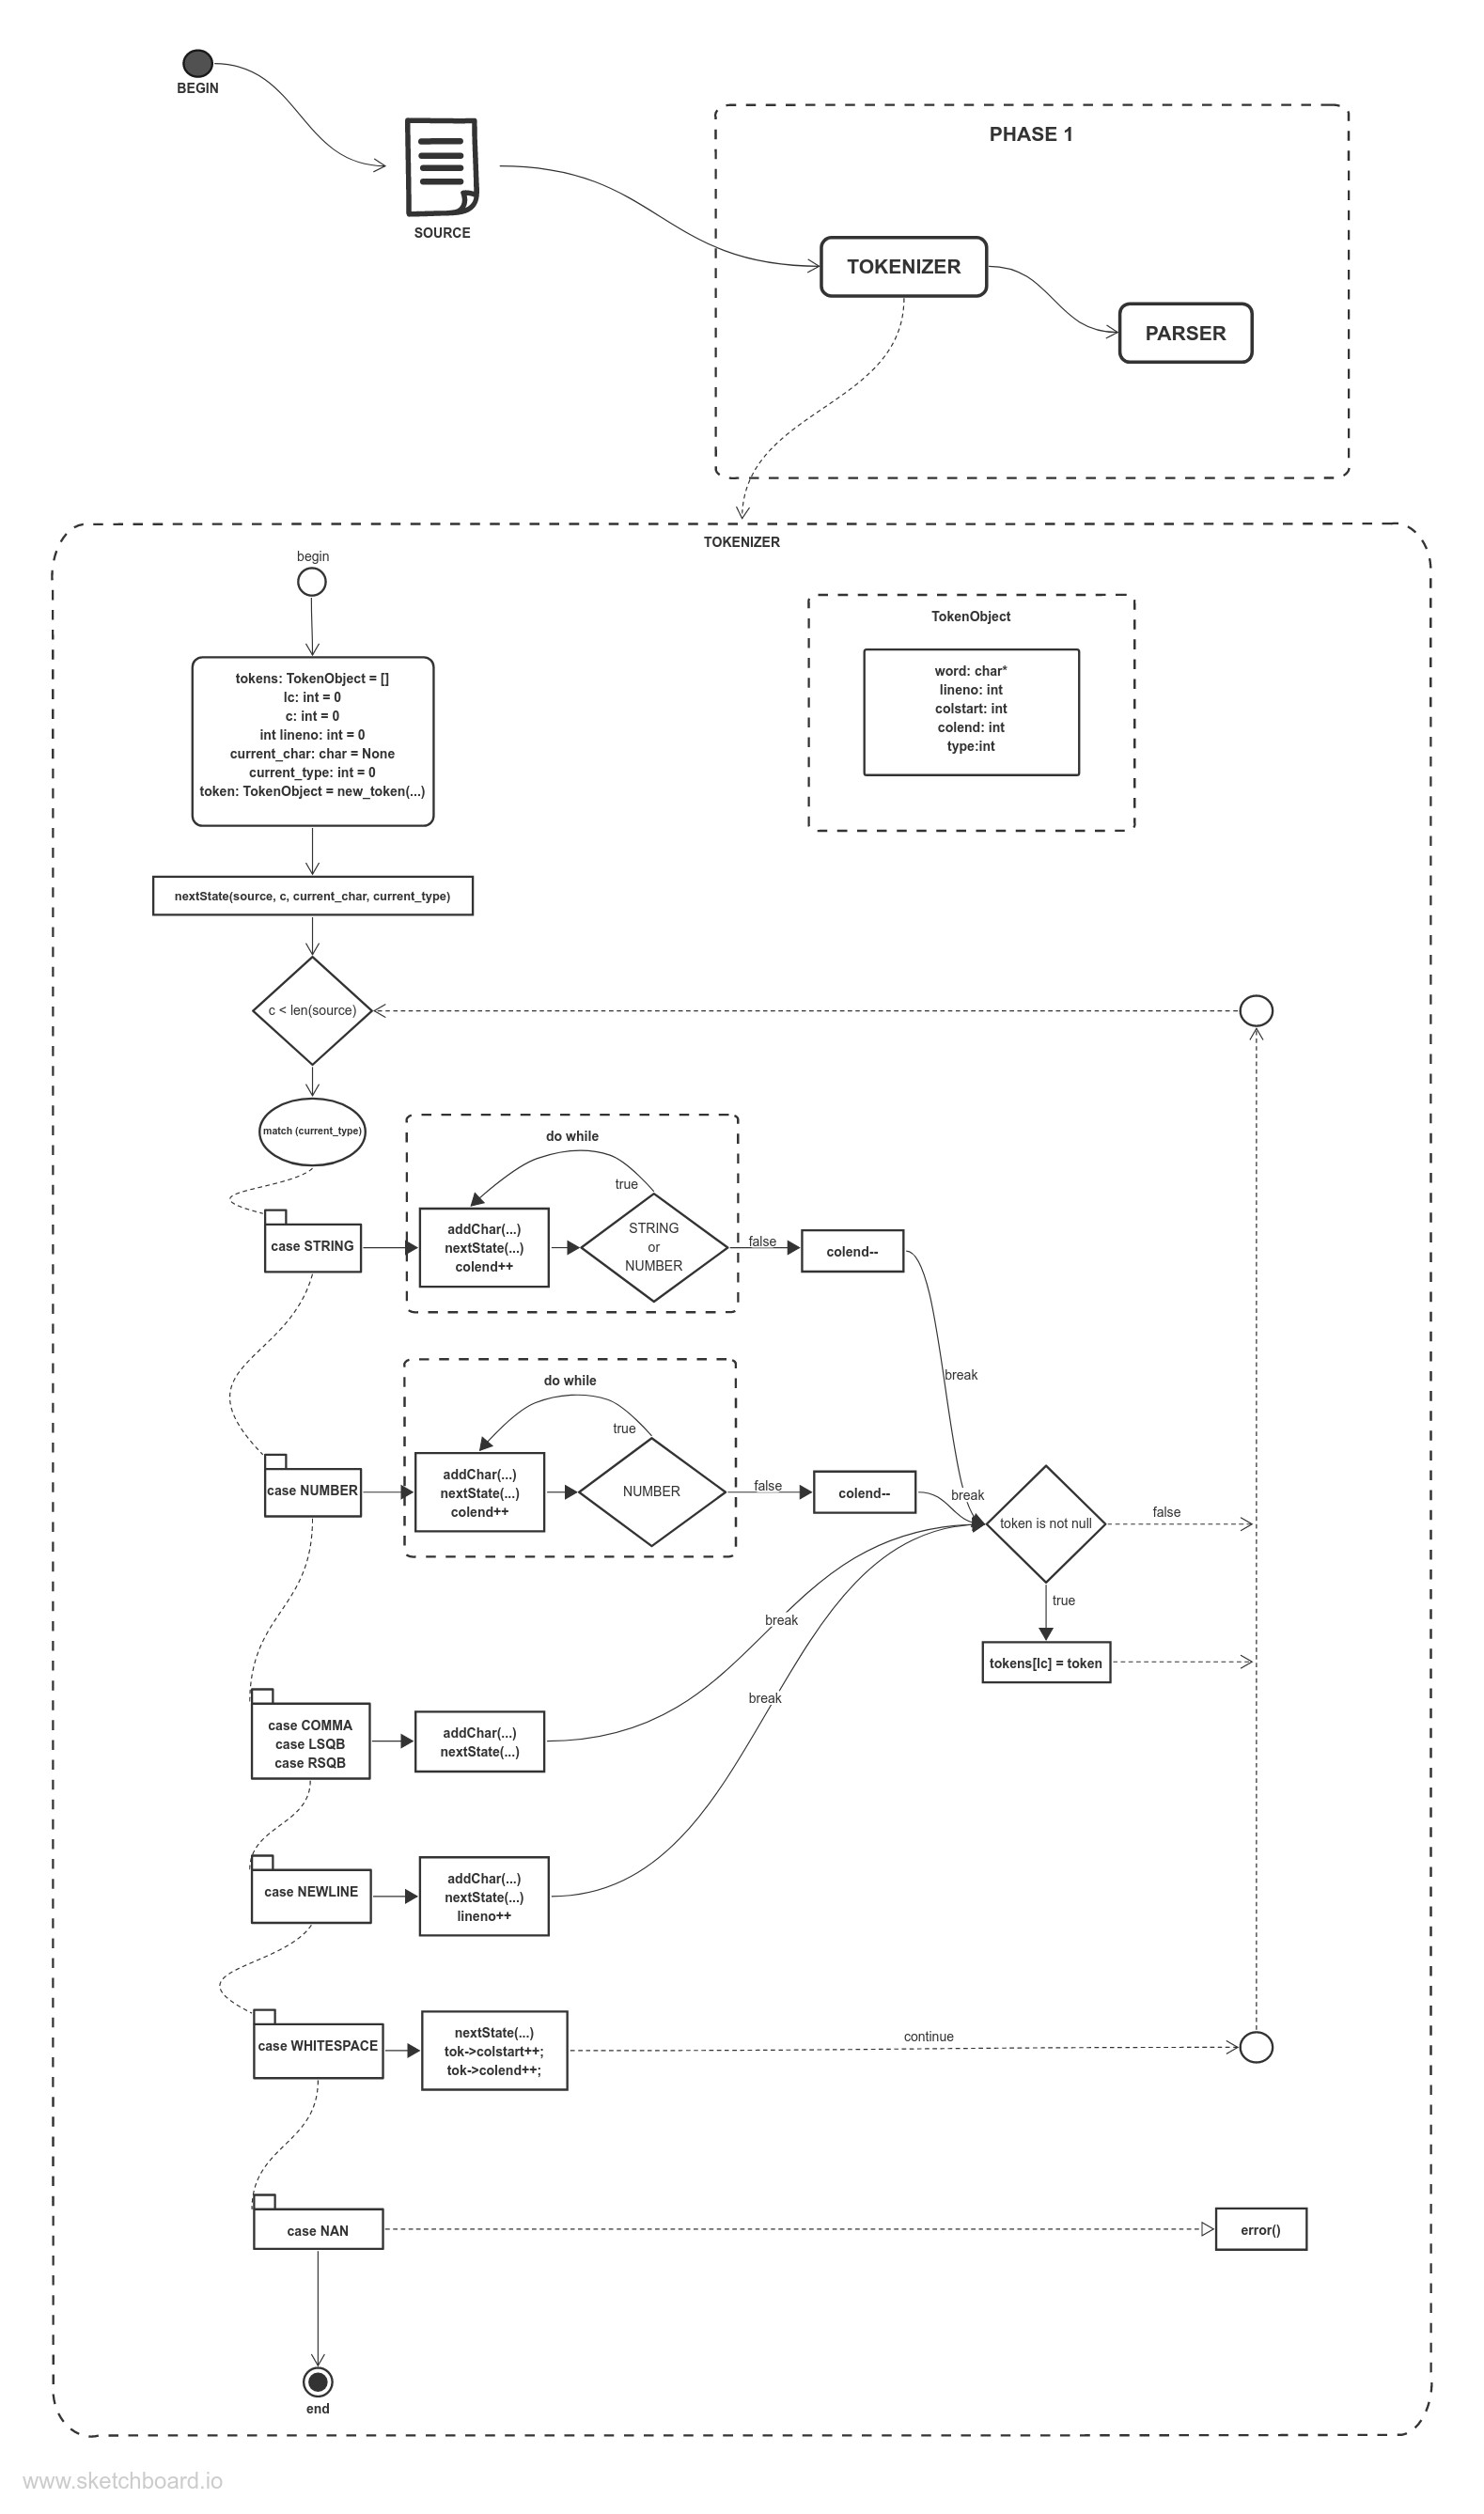 BEGIN
SOURCE
PHASE 1
TOKENIZER
PARSER
TOKENIZER
begin
tokens: TokenObject = []
lc: int = 0
c: int = 0
int lineno: int = 0
current_char: char = None
current_type: int = 0
token: TokenObject = new_token(...)
TokenObject
word: char*
lineno: int
colstart: int
colend: int
type:int
nextState(source, c, current_char, current_type)
c < len(source)
match (current_type)
do while
true
case STRING
addChar(...)
nextState(...)
colend++
STRING
or
NUMBER
false
colend--
break
do while
true
case NUMBER
addChar(...)
nextState(...)
colend++
NUMBER
false
colend--
break
token is not null
false
true
tokens[lc] = token
break
break
case COMMA
case LSQB
case RSQB
addChar(...)
nextState(...)
case NEWLINE
addChar(...)
nextState(...)
lineno++
case WHITESPACE
nextState(...)
tok->colstart++;
tok->colend++;
continue
case NAN
error()
end
www.sketchboard.io